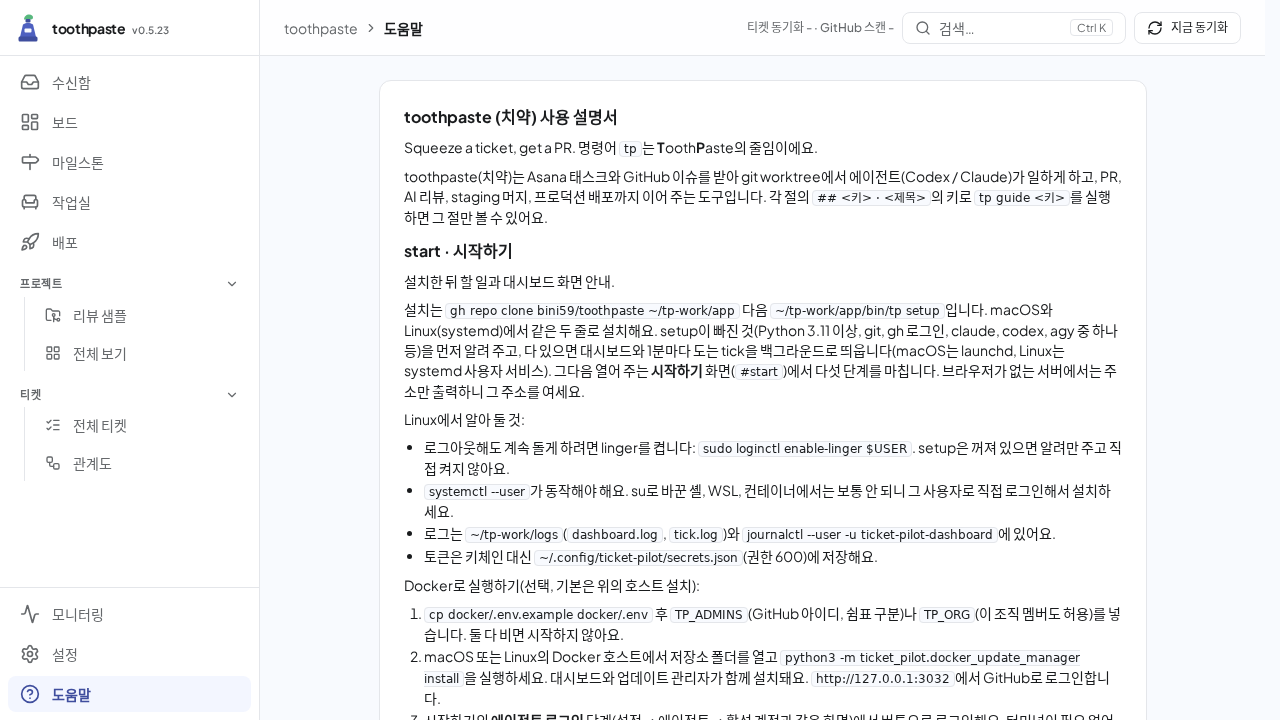 toothpaste v0.5.23
수신함
보드
마일스톤
작업실
배포
프로젝트
리뷰 샘플
전체 보기
티켓
전체 티켓
관계도
모니터링
설정
도움말
toothpaste > 도움말
티켓 동기화 - · GitHub 스캔 -
검색...
Ctrl K
지금 동기화
toothpaste (치약) 사용 설명서
Squeeze a ticket, get a PR. 명령어 tp는 ToothPaste의 줄임이에요.
toothpaste(치약)는 Asana 태스크와 GitHub 이슈를 받아 git worktree에서 에이전트(Codex / Claude)가 일하게 하고, PR,
AI 리뷰, staging 머지, 프로덕션 배포까지 이어 주는 도구입니다. 각 절의 ## <키> · <제목>의 키로 tp guide <키>를 실행
하면 그 절만 볼 수 있어요.
start · 시작하기
설치한 뒤 할 일과 대시보드 화면 안내.
설치는 gh repo clone bini59/toothpaste ~/tp-work/app 다음 ~/tp-work/app/bin/tp setup입니다. macOS와
Linux(systemd)에서 같은 두 줄로 설치해요. setup이 빠진 것(Python 3.11 이상, git, gh 로그인, claude, codex, agy 중 하나
등)을 먼저 알려 주고, 다 있으면 대시보드와 1분마다 도는 tick을 백그라운드로 띄웁니다(macOS는 launchd, Linux는
systemd 사용자 서비스). 그다음 열어 주는 시작하기 화면( #start )에서 다섯 단계를 마칩니다. 브라우저가 없는 서버에서는 주
소만 출력하니 그 주소를 여세요.
Linux에서 알아 둘 것:
• 로그아웃해도 계속 돌게 하려면 linger를 켭니다: sudo loginctl enable-linger $USER. setup은 꺼져 있으면 알려만 주고 직
접 켜지 않아요.
• systemctl --user가 동작해야 해요. su로 바꾼 셸, WSL, 컨테이너에서는 보통 안 되니 그 사용자로 직접 로그인해서 설치하
세요.
• 로그는 ~/tp-work/logs( dashboard.log, tick.log )와 journalctl --user -u ticket-pilot-dashboard에 있어요.
• 토큰은 키체인 대신 ~/.config/ticket-pilot/secrets.json(권한 600)에 저장해요.
Docker로 실행하기(선택, 기본은 위의 호스트 설치):
1. cp docker/.env.example docker/.env 후 TP_ADMINS(GitHub 아이디, 쉼표 구분)나 TP_ORG(이 조직 멤버도 허용)를 넣
습니다. 둘 다 비면 시작하지 않아요.
2. macOS 또는 Linux의 Docker 호스트에서 저장소 폴더를 열고 python3 -m ticket_pilot.docker_update_manager
install 을 실행하세요. 대시보드와 업데이트 관리자가 함께 설치돼요. http://127.0.0.1:3032에서 GitHub로 로그인합니
다.